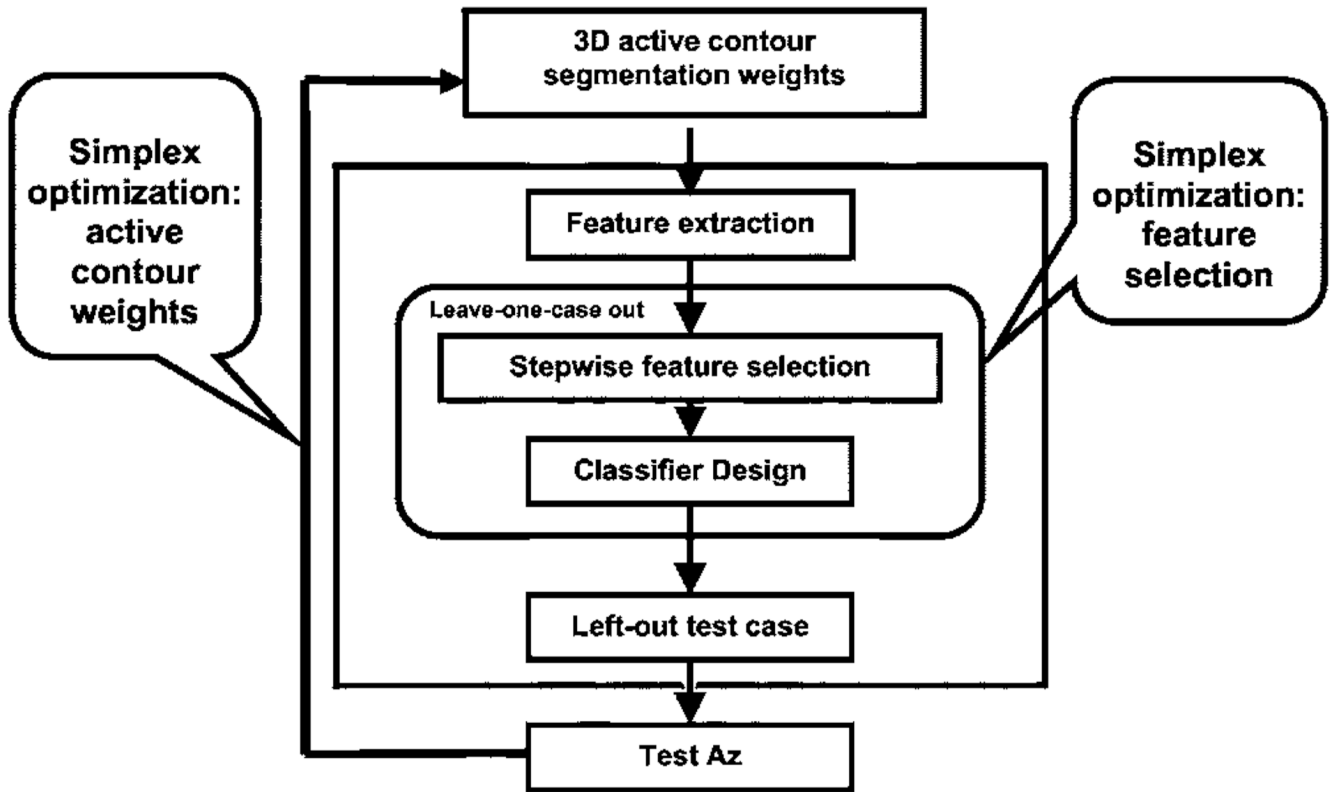 3D active contour
segmentation weights
Simplex
optimization:
active
contour
weights
Simplex
optimization:
feature
selection
Feature extraction
Leave-one-case out
Stepwise feature selection
Classifier Design
Left-out test case
Test Az